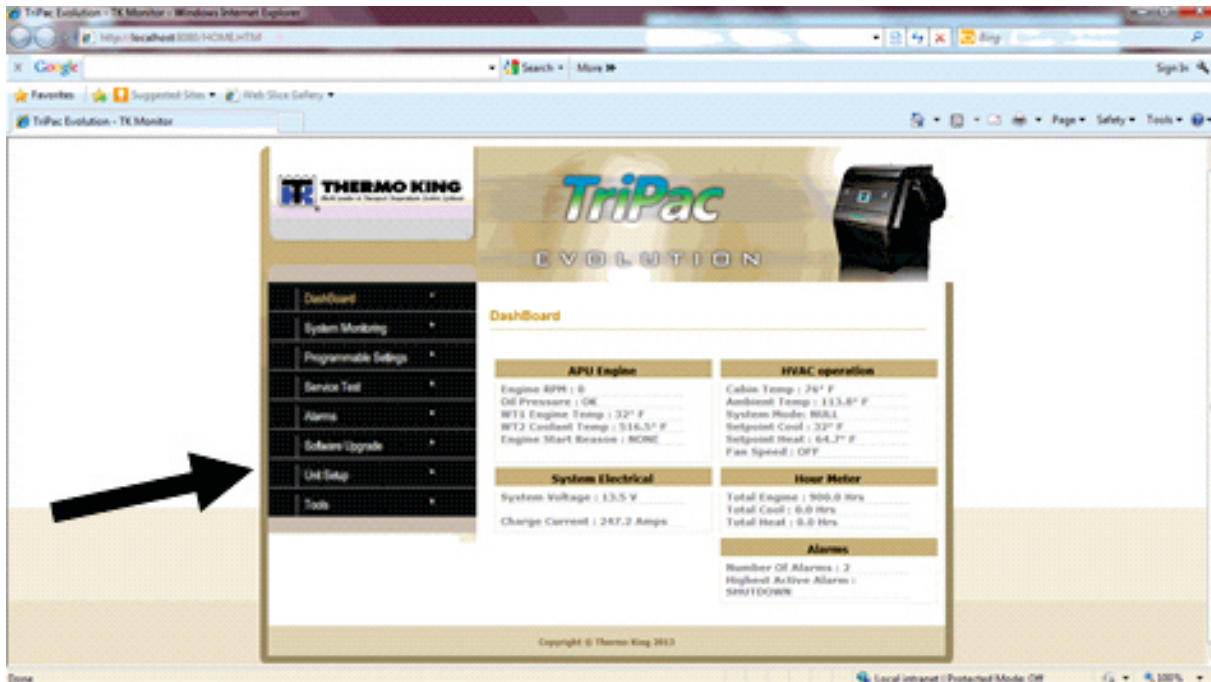 TriPac Evolution - TK Monitor - Windows Internet Explorer
http://localhost:8080/HOME.HTM
Bing
Google
Search
More
Sign In
Favorites
Suggested Sites
Web Slice Gallery
TriPac Evolution - TK Monitor
Page
Safety
Tools
THERMO KING
TriPac
EVOLUTION
DashBoard
System Monitoring
Programmable Settings
Service Test
Alarms
Software Upgrade
Unit Setup
Tools
DashBoard
APU Engine
Engine RPM : 0
Oil Pressure : OK
WT1 Engine Temp : 32° F
WT2 Coolant Temp : 516.5° F
Engine Start Reason : NONE
HVAC operation
Cabin Temp : 76° F
Ambient Temp : 113.8° F
System Mode: NULL
Setpoint Cool : 32° F
Setpoint Heat : 64.7° F
Fan Speed : OFF
System Electrical
System Voltage : 13.5 V
Charge Current : 247.2 Amps
Hour Meter
Total Engine : 900.0 Hrs
Total Cool : 0.0 Hrs
Total Heat : 0.0 Hrs
Alarms
Number Of Alarms : 2
Highest Active Alarm :
SHUTDOWN
Copyright © Thermo King 2013
Done
Local intranet | Protected Mode: Off
100%